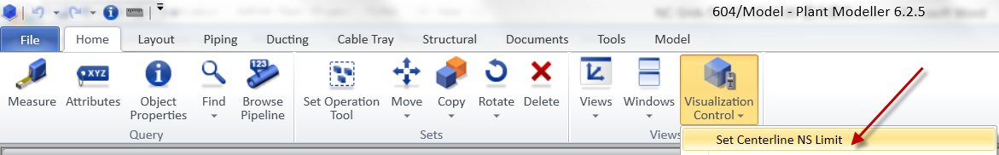 604/Model - Plant Modeller 6.2.5
File Home Layout Piping Ducting Cable Tray Structural Documents Tools Model
XYZ 123
Measure Attributes Object Properties Find Browse Pipeline Set Operation Tool Move Copy Rotate Delete Views Windows Visualization Control
Query Sets Views
Set Centerline NS Limit